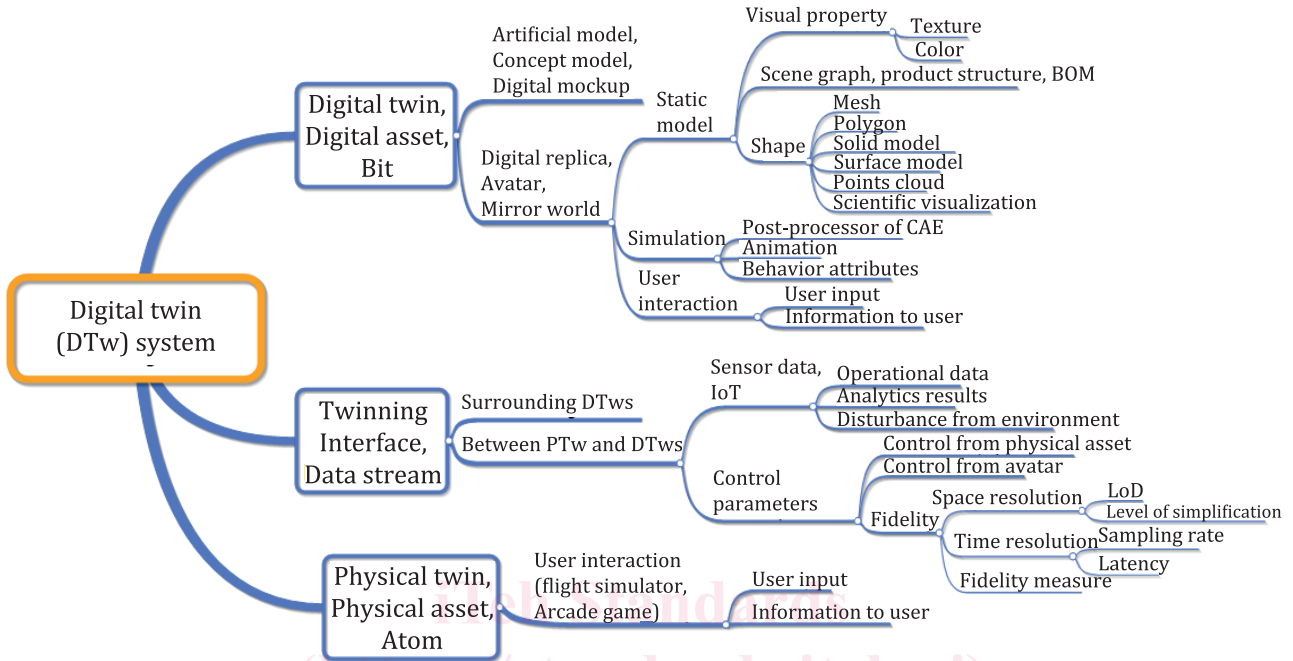 Visual property
Texture
Color
Artificial model,
Concept model,
Digital mockup
Scene graph, product structure, BOM
Static
model
Mesh
Polygon
Solid model
Surface model
Points cloud
Scientific visualization
Shape
Digital twin,
Digital asset,
Bit
Digital replica,
Avatar,
Mirror world
Simulation
Post-processor of CAE
Animation
Behavior attributes
User
interaction
User input
Information to user
Digital twin
(DTw) system
Sensor data,
IoT
Operational data
Analytics results
Disturbance from environment
Twinning
Interface,
Data stream
Surrounding DTws
Between PTw and DTws
Control
parameters
Control from physical asset
Control from avatar
Fidelity
Space resolution
LoD
Level of simplification
Time resolution
Sampling rate
Latency
Fidelity measure
Physical twin,
Physical asset,
Atom
User interaction
(flight simulator,
Arcade game)
User input
Information to user
iTeh Standards